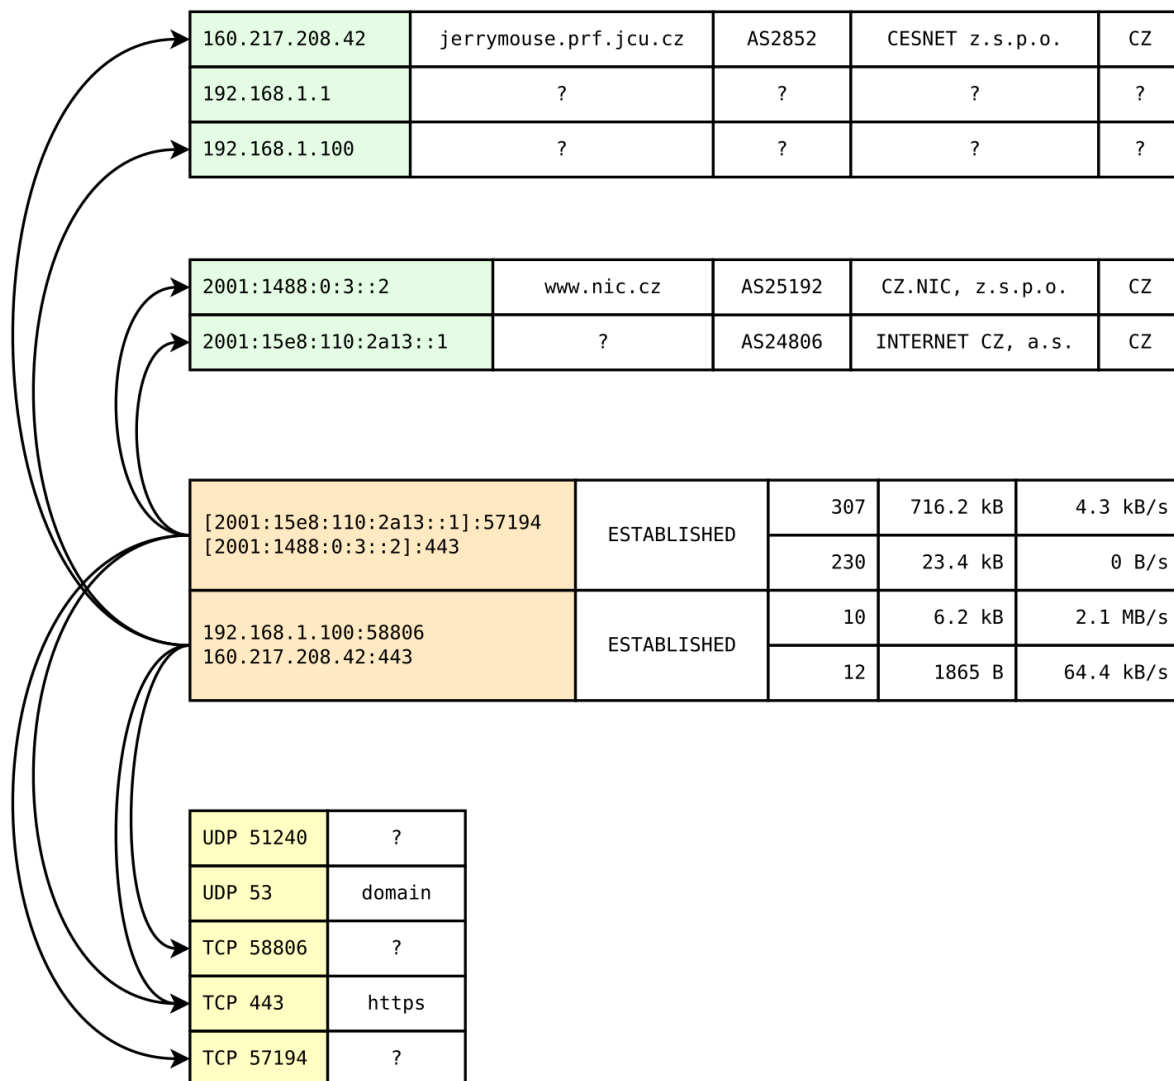 160.217.208.42 jerrymouse.prf.jcu.cz AS2852 CESNET z.s.p.o. CZ
192.168.1.1 ? ? ? ?
192.168.1.100 ? ? ? ?
2001:1488:0:3::2 www.nic.cz AS25192 CZ.NIC, z.s.p.o. CZ
2001:15e8:110:2a13::1 ? AS24806 INTERNET CZ, a.s. CZ
[2001:15e8:110:2a13::1]:57194
[2001:1488:0:3::2]:443
ESTABLISHED
307 716.2 kB 4.3 kB/s
230 23.4 kB 0 B/s
192.168.1.100:58806
160.217.208.42:443
ESTABLISHED
10 6.2 kB 2.1 MB/s
12 1865 B 64.4 kB/s
UDP 51240 ?
UDP 53 domain
TCP 58806 ?
TCP 443 https
TCP 57194 ?